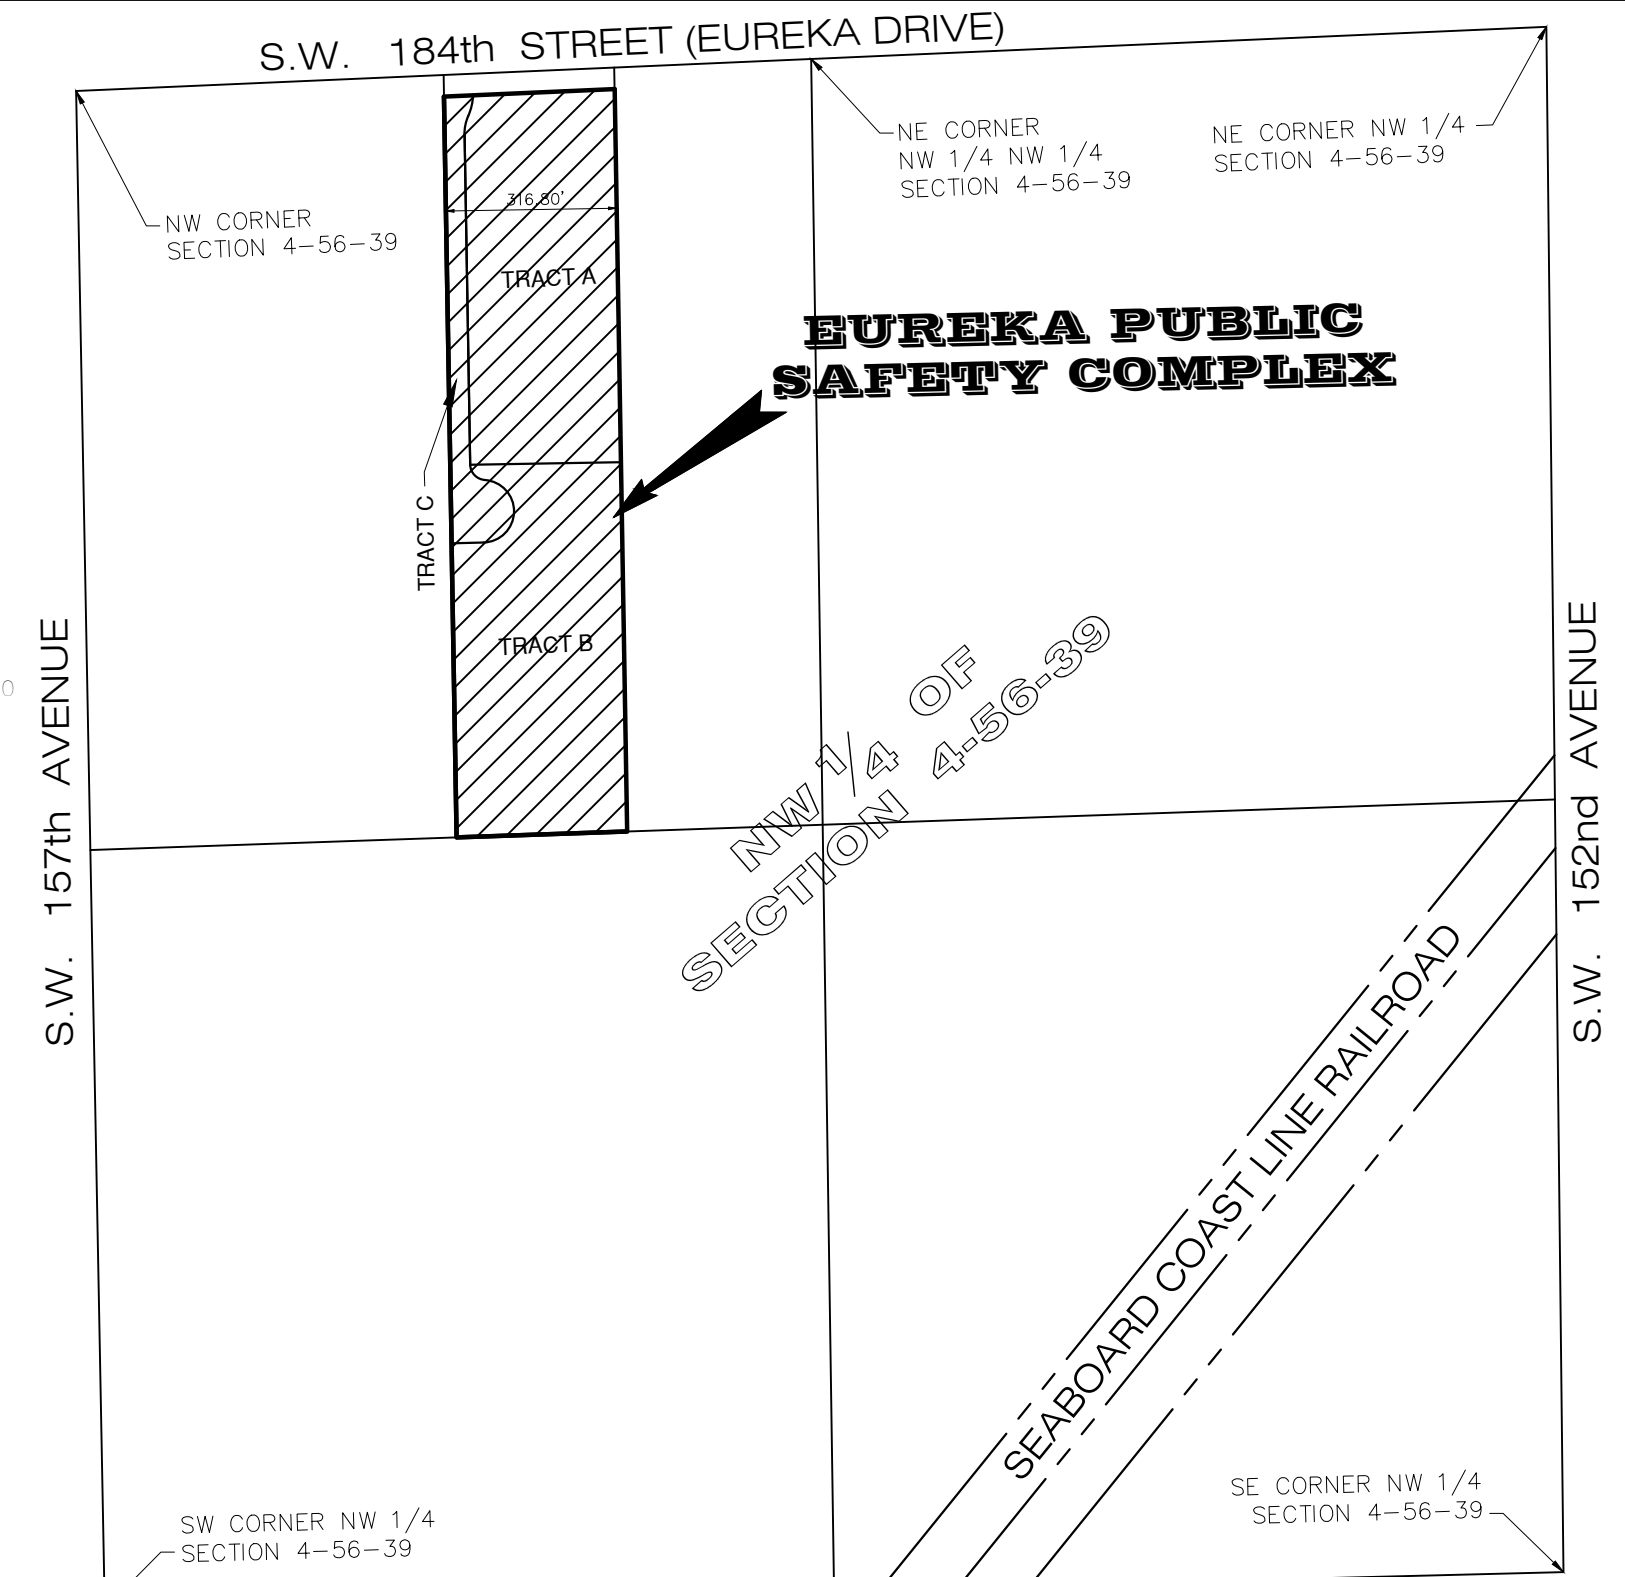 S.W. 184th STREET (EUREKA DRIVE)
NE CORNER
NW 1/4 NW 1/4
SECTION 4-56-39
NE CORNER NW 1/4
SECTION 4-56-39
NW CORNER
SECTION 4-56-39
316.80'
TRACT A
EUREKA PUBLIC
SAFETY COMPLEX
TRACT C
TRACT B
S.W. 157th AVENUE
0
NW 1/4 OF
SECTION 4-56-39
S.W. 152nd AVENUE
SEABOARD COAST LINE RAILROAD
SW CORNER NW 1/4
SECTION 4-56-39
SE CORNER NW 1/4
SECTION 4-56-39